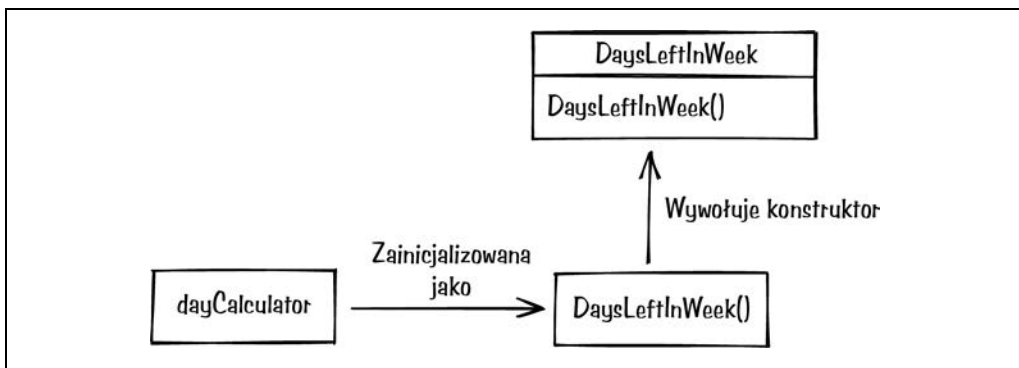 DaysLeftInWeek
DaysLeftInWeek()
Wywołuje konstruktor
Zainicjalizowana
jako
dayCalculator
DaysLeftInWeek()